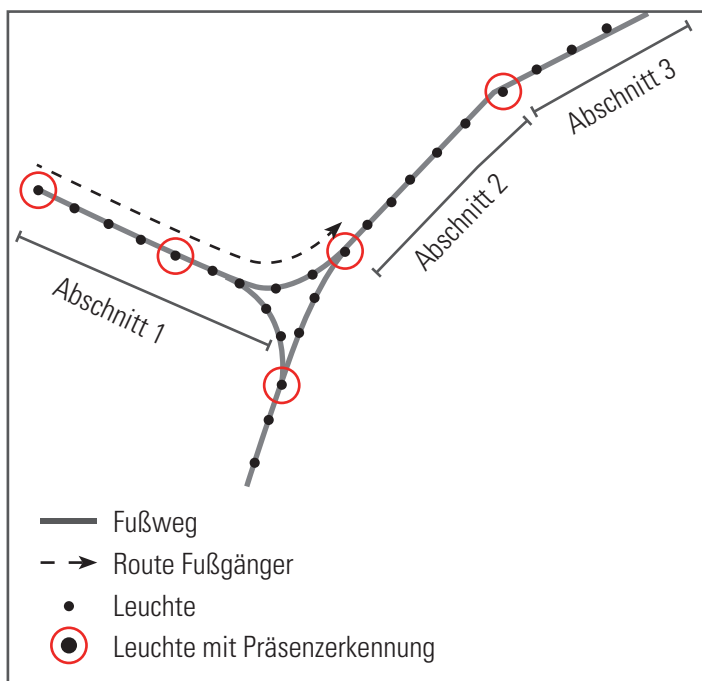 Abschnitt 3
Abschnitt 2
Abschnitt 1
Fußweg
Route Fußgänger
Leuchte
Leuchte mit Präsenzerkennung